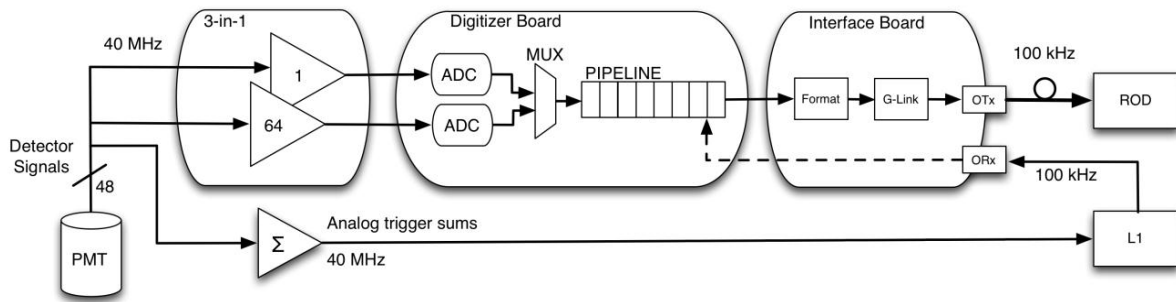 3-in-1
Digitizer Board
Interface Board
40 MHz
1
64
ADC
ADC
MUX
PIPELINE
Format
G-Link
OTx
100 kHz
ROD
ORx
100 kHz
Detector
Signals
48
PMT
Σ
Analog trigger sums
40 MHz
L1